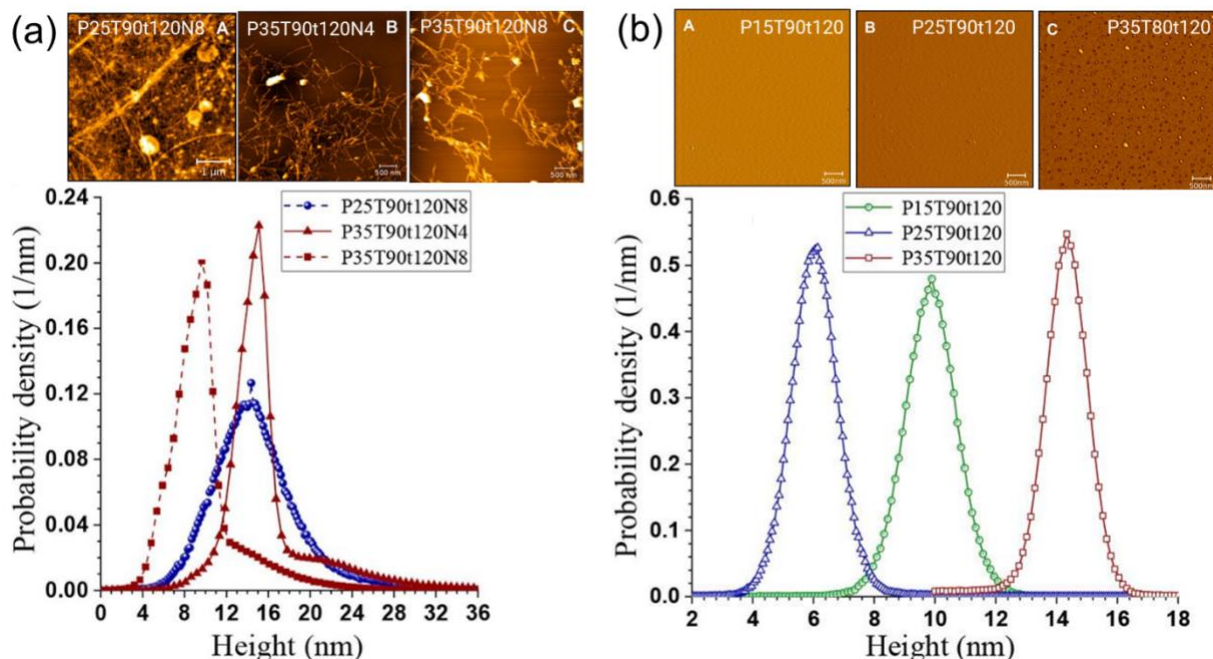 (a)
P25T90t120N8 A
P35T90t120N4 B
P35T90t120N8 C
1 μm
500 nm
500 nm
P25T90t120N8
P35T90t120N4
P35T90t120N8
0.24
0.20
0.16
0.12
0.08
0.04
0.00
Probability density (1/nm)
0 4 8 12 16 20 24 28 32 36
Height (nm)
(b)
A P15T90t120
B P25T90t120
C P35T80t120
500nm
500nm
500nm
P15T90t120
P25T90t120
P35T90t120
0.6
0.5
0.4
0.3
0.2
0.1
0.0
Probability density (1/nm)
2 4 6 8 10 12 14 16 18
Height (nm)